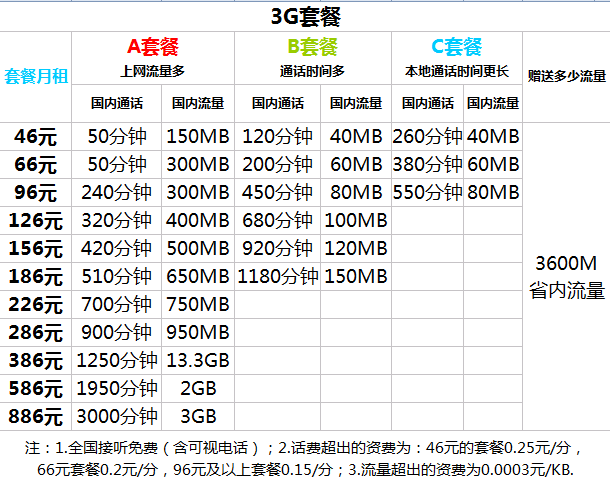 3G套餐
套餐月租 A套餐 B套餐 C套餐 赠送多少流量
上网流量多 通话时间多 本地通话时间更长
国内通话 国内流量 国内通话 国内流量 国内通话 国内流量
46元 50分钟 150MB 120分钟 40MB 260分钟 40MB
66元 50分钟 300MB 200分钟 60MB 380分钟 60MB
96元 240分钟 300MB 450分钟 80MB 550分钟 80MB
126元 320分钟 400MB 680分钟 100MB
156元 420分钟 500MB 920分钟 120MB
186元 510分钟 650MB 1180分钟 150MB
3600M
省内流量
226元 700分钟 750MB
286元 900分钟 950MB
386元 1250分钟 13.3GB
586元 1950分钟 2GB
886元 3000分钟 3GB
注：1.全国接听免费（含可视电话）；2.话费超出的资费为：46元的套餐0.25元/分，
66元套餐0.2元/分，96元及以上套餐0.15/分；3.流量超出的资费为0.0003元/KB.